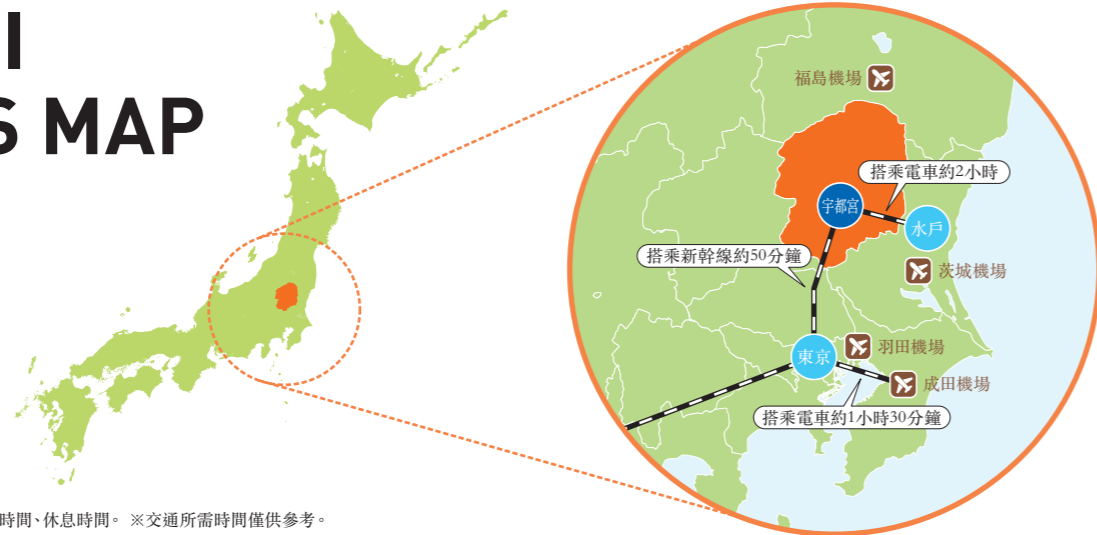 I
S MAP
福島機場
搭乘電車約2小時
宇都宮
水戶
搭乘新幹線約50分鐘
茨城機場
東京
羽田機場
成田機場
搭乘電車約1小時30分鐘
時間、休息時間。 ※交通所需時間僅供參考。